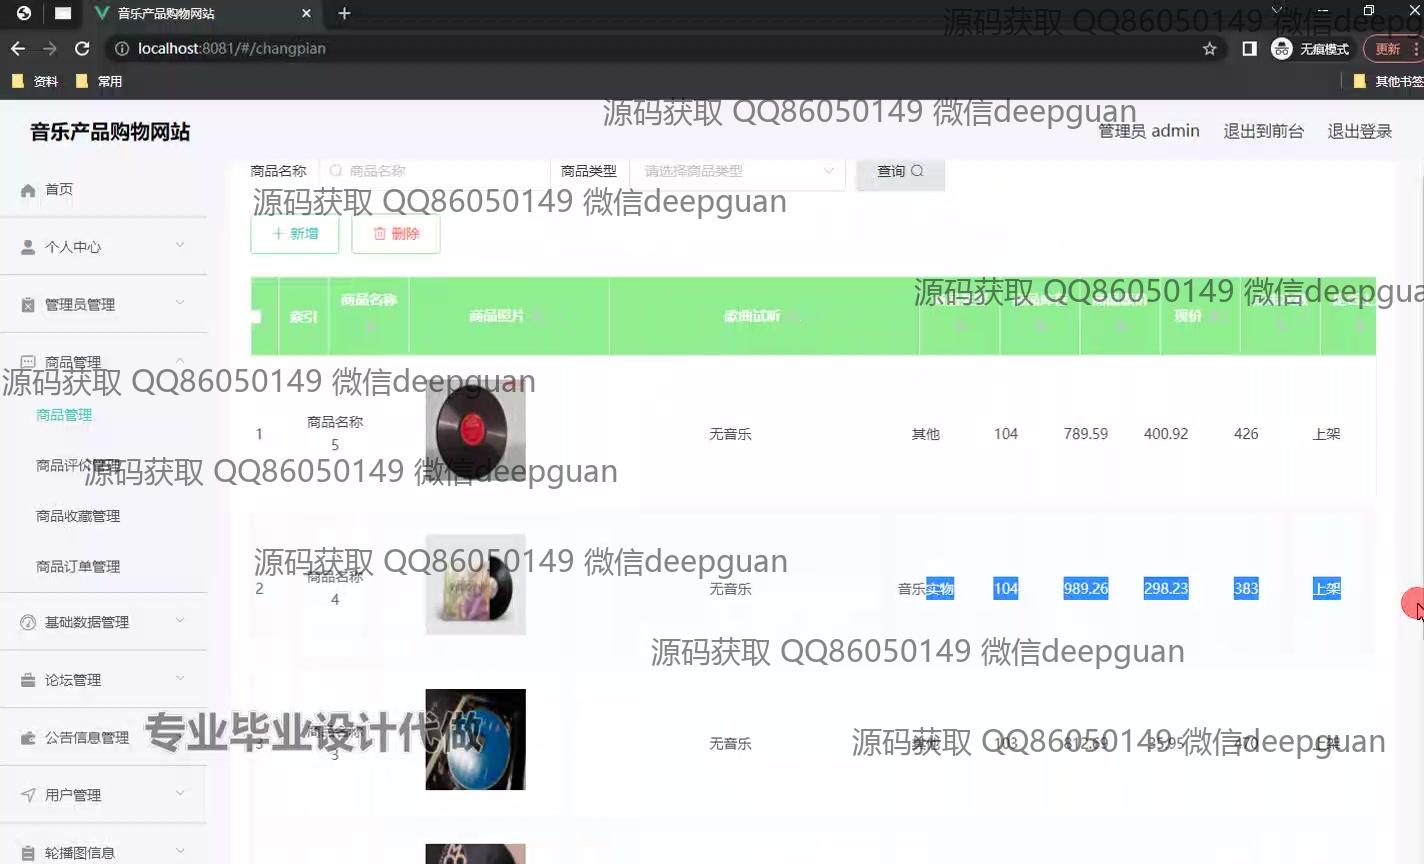 音乐产品购物网站
源码获取 QQ86050149 微信deepg
localhost:8081/#/changpian
无痕模式
更新
资料
常用
其他书签
源码获取 QQ86050149 微信deepguan
音乐产品购物网站
管理员 admin
退出到前台
退出登录
商品名称
商品名称
商品类型
请选择商品类型
查询
首页
源码获取 QQ86050149 微信deepguan
新增
删除
个人中心
源码获取 QQ86050149 微信deepgua
管理员管理
索引
商品名称
商品照片
歌曲试听
现价
商品管理
源码获取 QQ86050149 微信deepguan
商品管理
1 商品名称5 无音乐 其他 104 789.59 400.92 426 上架
商品评价管理
源码获取 QQ86050149 微信deepguan
商品收藏管理
商品订单管理
源码获取 QQ86050149 微信deepguan
2 商品名称4 无音乐 音乐实物 104 989.26 298.23 383 上架
基础数据管理
源码获取 QQ86050149 微信deepguan
论坛管理
公告信息管理
专业毕业设计代做
3 商品名称3 无音乐 其他 103 812.69 470 上架
源码获取 QQ86050149 微信deepguan
用户管理
轮播图信息